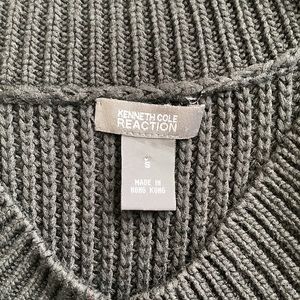 KENNETH COLE
REACTION
S
MADE IN
HONG KONG